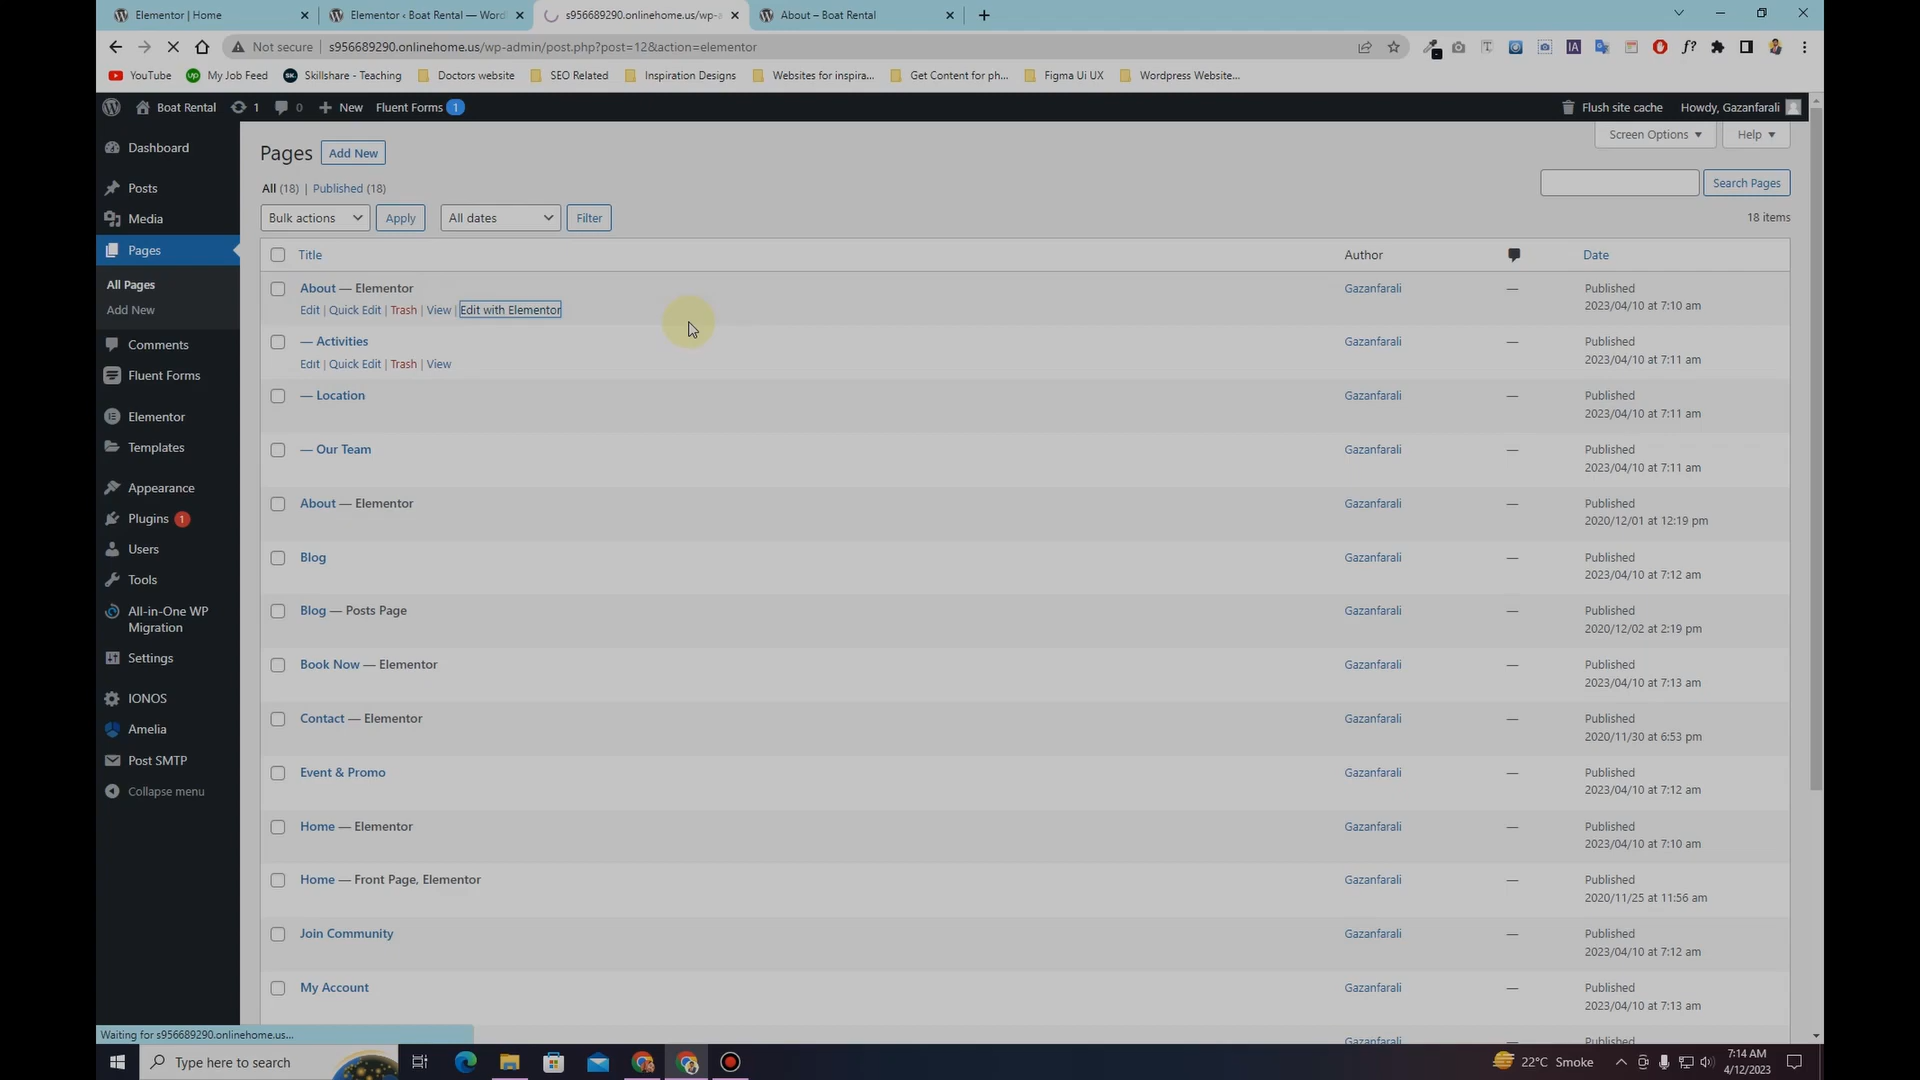 Elementor | Home
Elementor ‹ Boat Rental — Word
s956689290.onlinehome.us/wp-a
About – Boat Rental
Not secure | s956689290.onlinehome.us/wp-admin/post.php?post=12&action=elementor
YouTube
My Job Feed
Skillshare - Teaching
Doctors website
SEO Related
Inspiration Designs
Websites for inspira...
Get Content for ph...
Figma Ui UX
Wordpress Website...
Boat Rental
1
0
New
Fluent Forms 1
Flush site cache
Howdy, Gazanfarali
Dashboard
Posts
Media
Pages
All Pages
Add New
Comments
Fluent Forms
Elementor
Templates
Appearance
Plugins 1
Users
Tools
All-in-One WP
Migration
Settings
IONOS
Amelia
Post SMTP
Collapse menu
Screen Options
Help
Pages
Add New
All (18) | Published (18)
Search Pages
Bulk actions
Apply
All dates
Filter
18 items
Title
Author
Date
About — Elementor
Edit | Quick Edit | Trash | View | Edit with Elementor
Gazanfarali
—
Published
2023/04/10 at 7:10 am
— Activities
Edit | Quick Edit | Trash | View
Gazanfarali
—
Published
2023/04/10 at 7:11 am
— Location
Gazanfarali
—
Published
2023/04/10 at 7:11 am
— Our Team
Gazanfarali
—
Published
2023/04/10 at 7:11 am
About — Elementor
Gazanfarali
—
Published
2020/12/01 at 12:19 pm
Blog
Gazanfarali
—
Published
2023/04/10 at 7:12 am
Blog — Posts Page
Gazanfarali
—
Published
2020/12/02 at 2:19 pm
Book Now — Elementor
Gazanfarali
—
Published
2023/04/10 at 7:13 am
Contact — Elementor
Gazanfarali
—
Published
2020/11/30 at 6:53 pm
Event & Promo
Gazanfarali
—
Published
2023/04/10 at 7:12 am
Home — Elementor
Gazanfarali
—
Published
2023/04/10 at 7:10 am
Home — Front Page, Elementor
Gazanfarali
—
Published
2020/11/25 at 11:56 am
Join Community
Gazanfarali
—
Published
2023/04/10 at 7:12 am
My Account
Gazanfarali
—
Published
2023/04/10 at 7:13 am
Gazanfarali
Published
Waiting for s956689290.onlinehome.us...
Type here to search
22°C Smoke
7:14 AM
4/12/2023